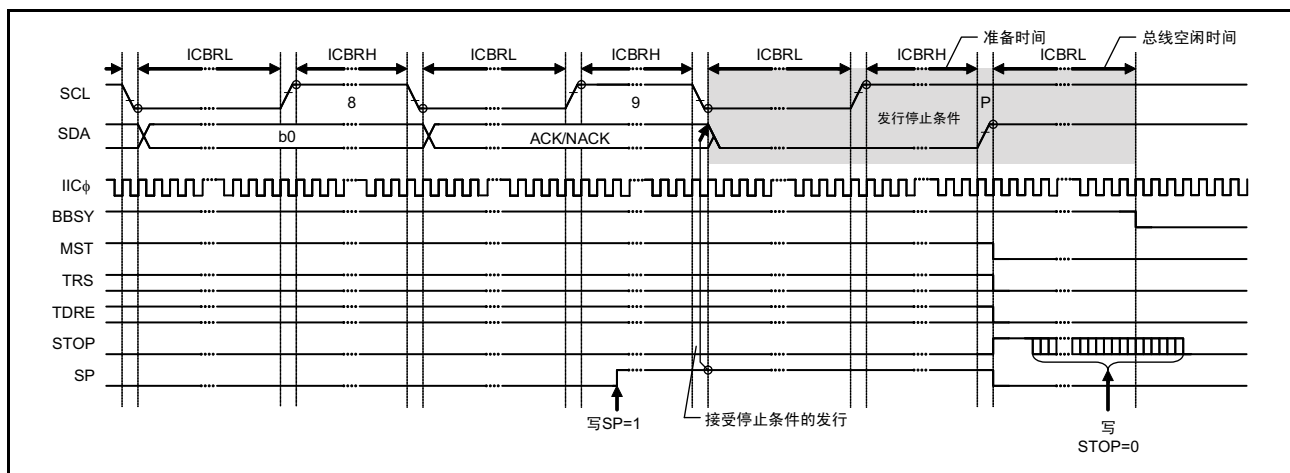 ICBRL ICBRH ICBRL ICBRH ICBRL ICBRH 准备时间 ICBRL 总线空闲时间
SCL 8 9 P
发行停止条件
SDA b0 ACK/NACK
IICϕ
BBSY
MST
TRS
TDRE
STOP
SP
写SP=1 接受停止条件的发行 写
STOP=0